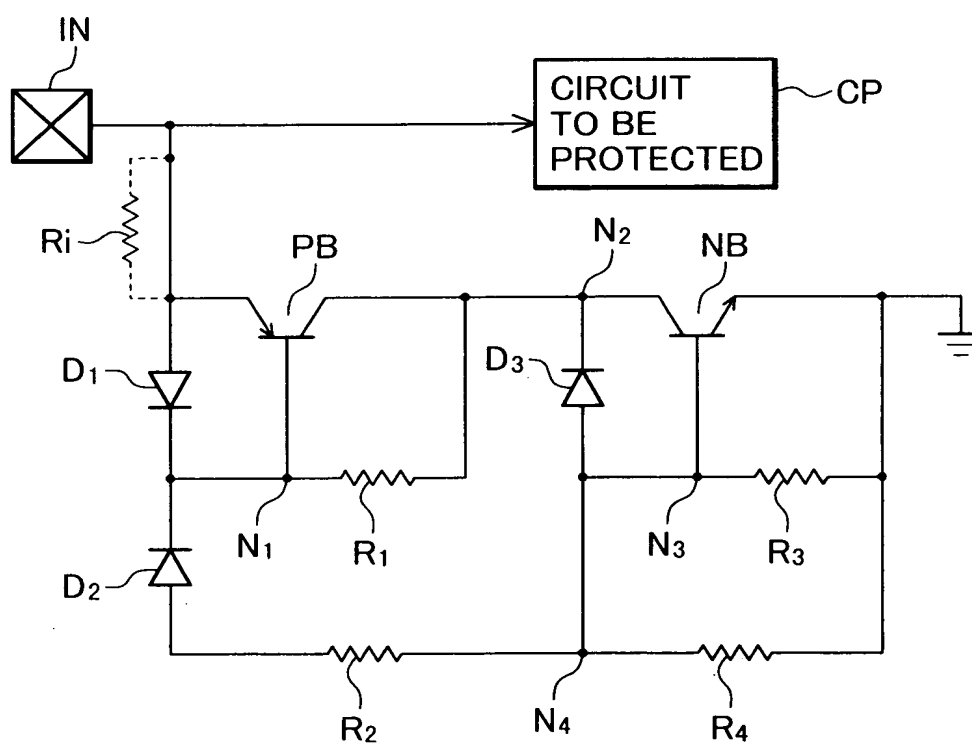 IN
CIRCUIT
TO BE
PROTECTED
CP
Ri
PB
N2
NB
D1
D3
N1
R1
N3
R3
D2
R2
N4
R4